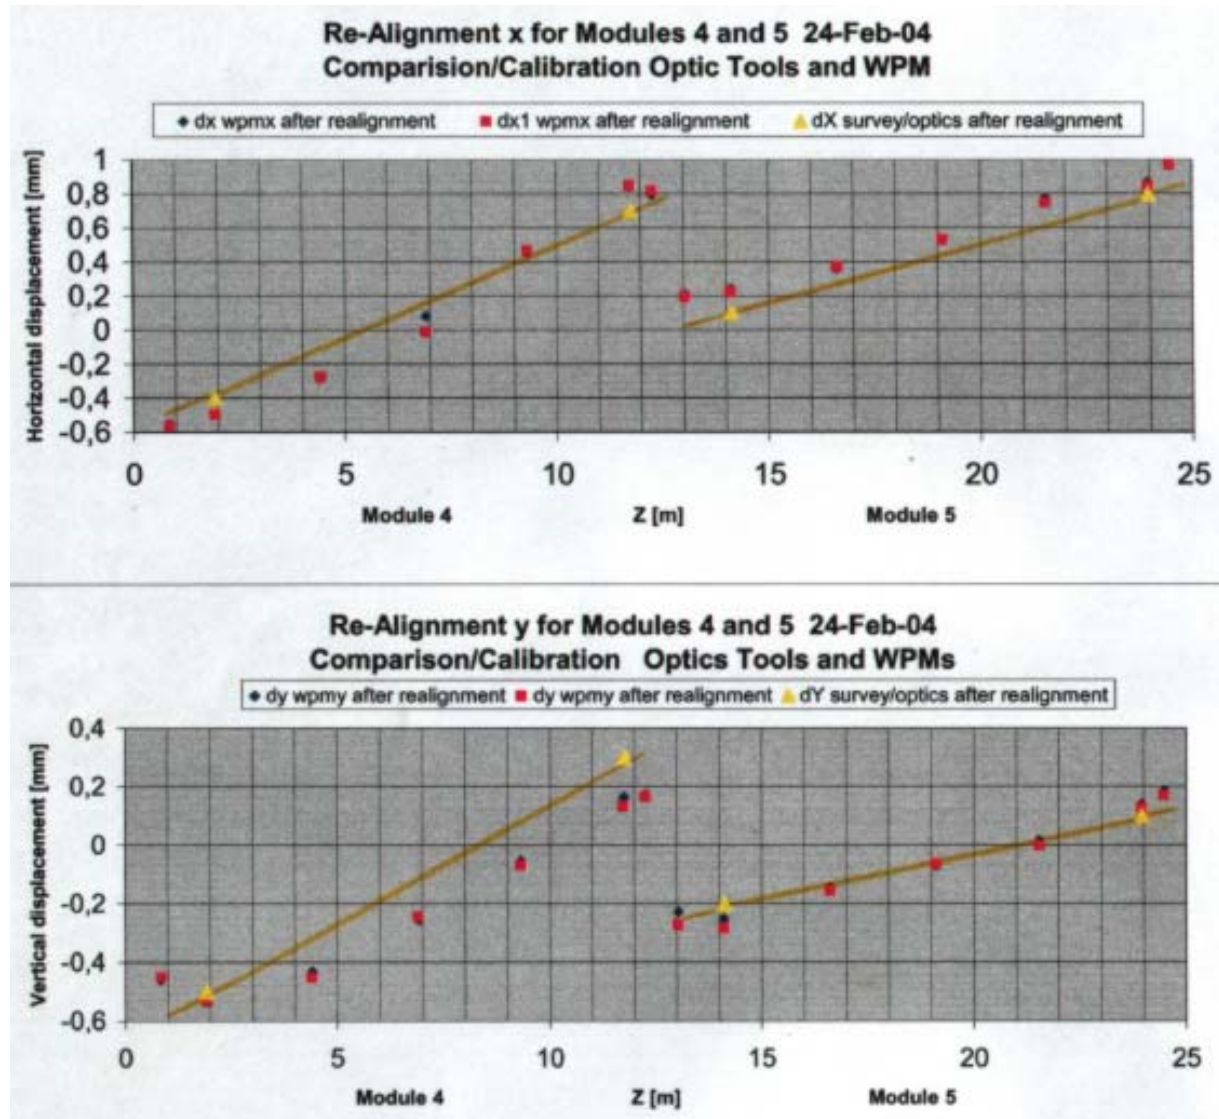 Re-Alignment x for Modules 4 and 5 24-Feb-04
Comparision/Calibration Optic Tools and WPM
dx wpmx after realignment dx1 wpmx after realignment dX survey/optics after realignment
Horizontal displacement [mm]
1
0,8
0,6
0,4
0,2
0
-0,2
-0,4
-0,6
0 5 10 15 20 25
Module 4 Z [m] Module 5
Re-Alignment y for Modules 4 and 5 24-Feb-04
Comparison/Calibration Optics Tools and WPMs
dy wpmy after realignment dy wpmy after realignment dY survey/optics after realignment
Vertical displacement [mm]
0,4
0,2
0
-0,2
-0,4
-0,6
0 5 10 15 20 25
Module 4 Z [m] Module 5